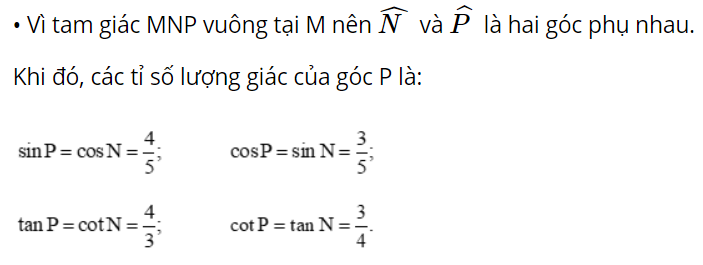 • Vì tam giác MNP vuông tại M nên $\widehat{N}$ và $\widehat{P}$ là hai góc phụ nhau.
Khi đó, các tỉ số lượng giác của góc P là:
sin P = cos N = 4/5; cos P = sin N = 3/5;
tan P = cot N = 4/3; cot P = tan N = 3/4.